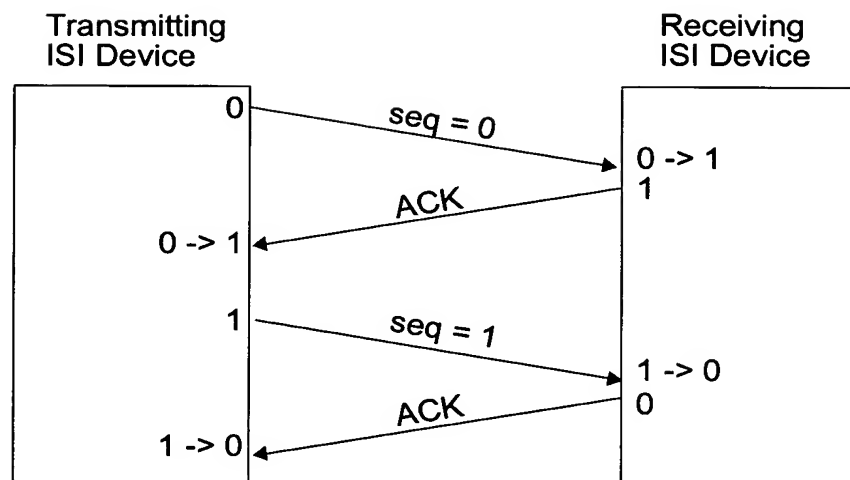 Transmitting
ISI Device
Receiving
ISI Device
0
seq = 0
0 -> 1
1
ACK
0 -> 1
1
seq = 1
1 -> 0
0
ACK
1 -> 0